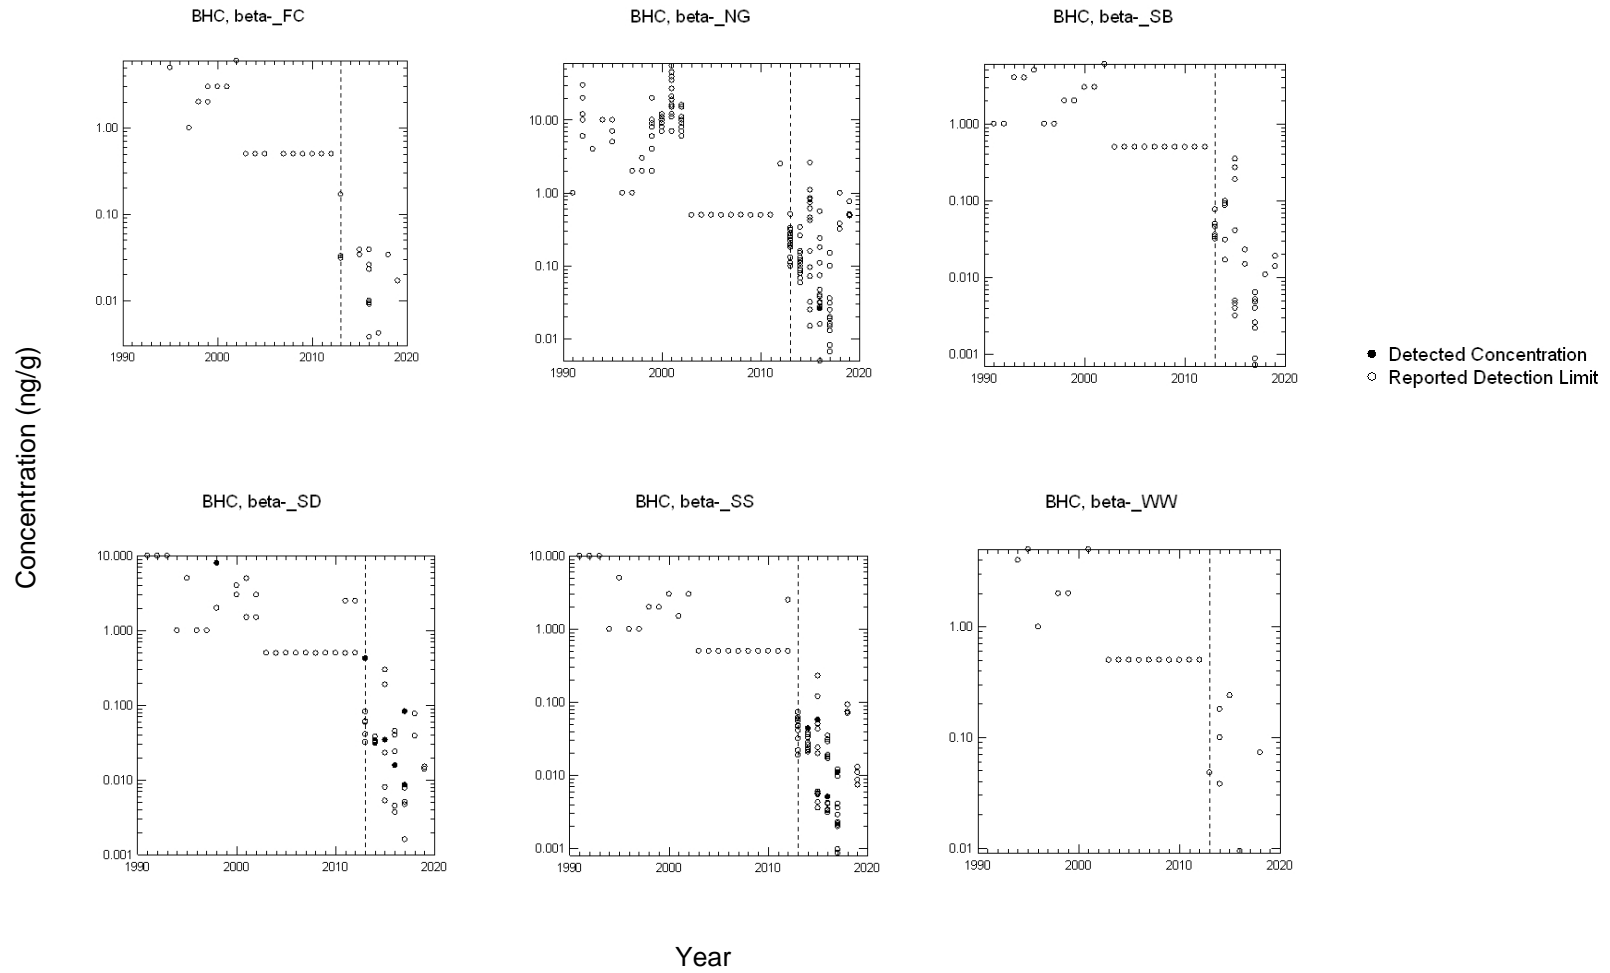 BHC, beta-_FC
BHC, beta-_NG
BHC, beta-_SB
1.00
0.10
0.01
1990 2000 2010 2020
10.00
1.00
0.10
0.01
1990 2000 2010 2020
1.000
0.100
0.010
0.001
1990 2000 2010 2020
Detected Concentration
Reported Detection Limit
Concentration (ng/g)
BHC, beta-_SD
BHC, beta-_SS
BHC, beta-_WW
10.000
1.000
0.100
0.010
0.001
1990 2000 2010 2020
10.000
1.000
0.100
0.010
0.001
1990 2000 2010 2020
1.00
0.10
0.01
1990 2000 2010 2020
Year